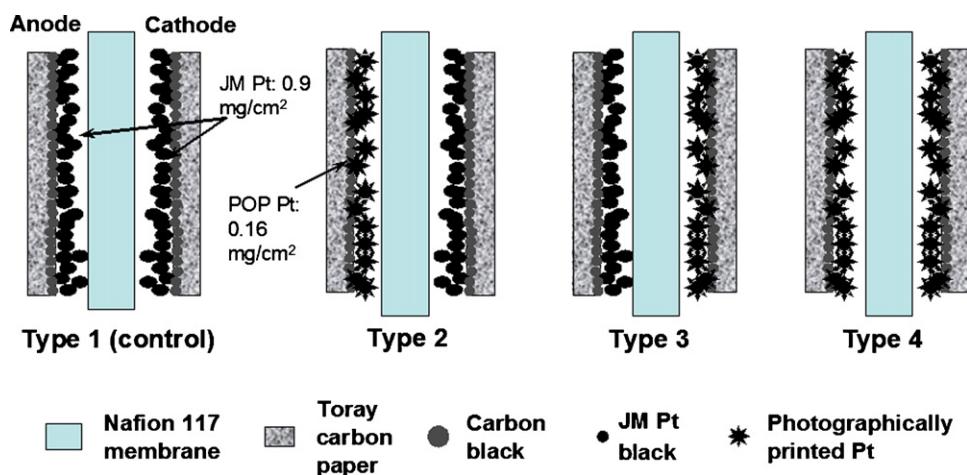 Anode
Cathode
JM Pt: 0.9
mg/cm²
POP Pt:
0.16
mg/cm²
Type 1 (control)
Type 2
Type 3
Type 4
Nafion 117
membrane
Toray
carbon
paper
Carbon
black
JM Pt
black
Photographically
printed Pt